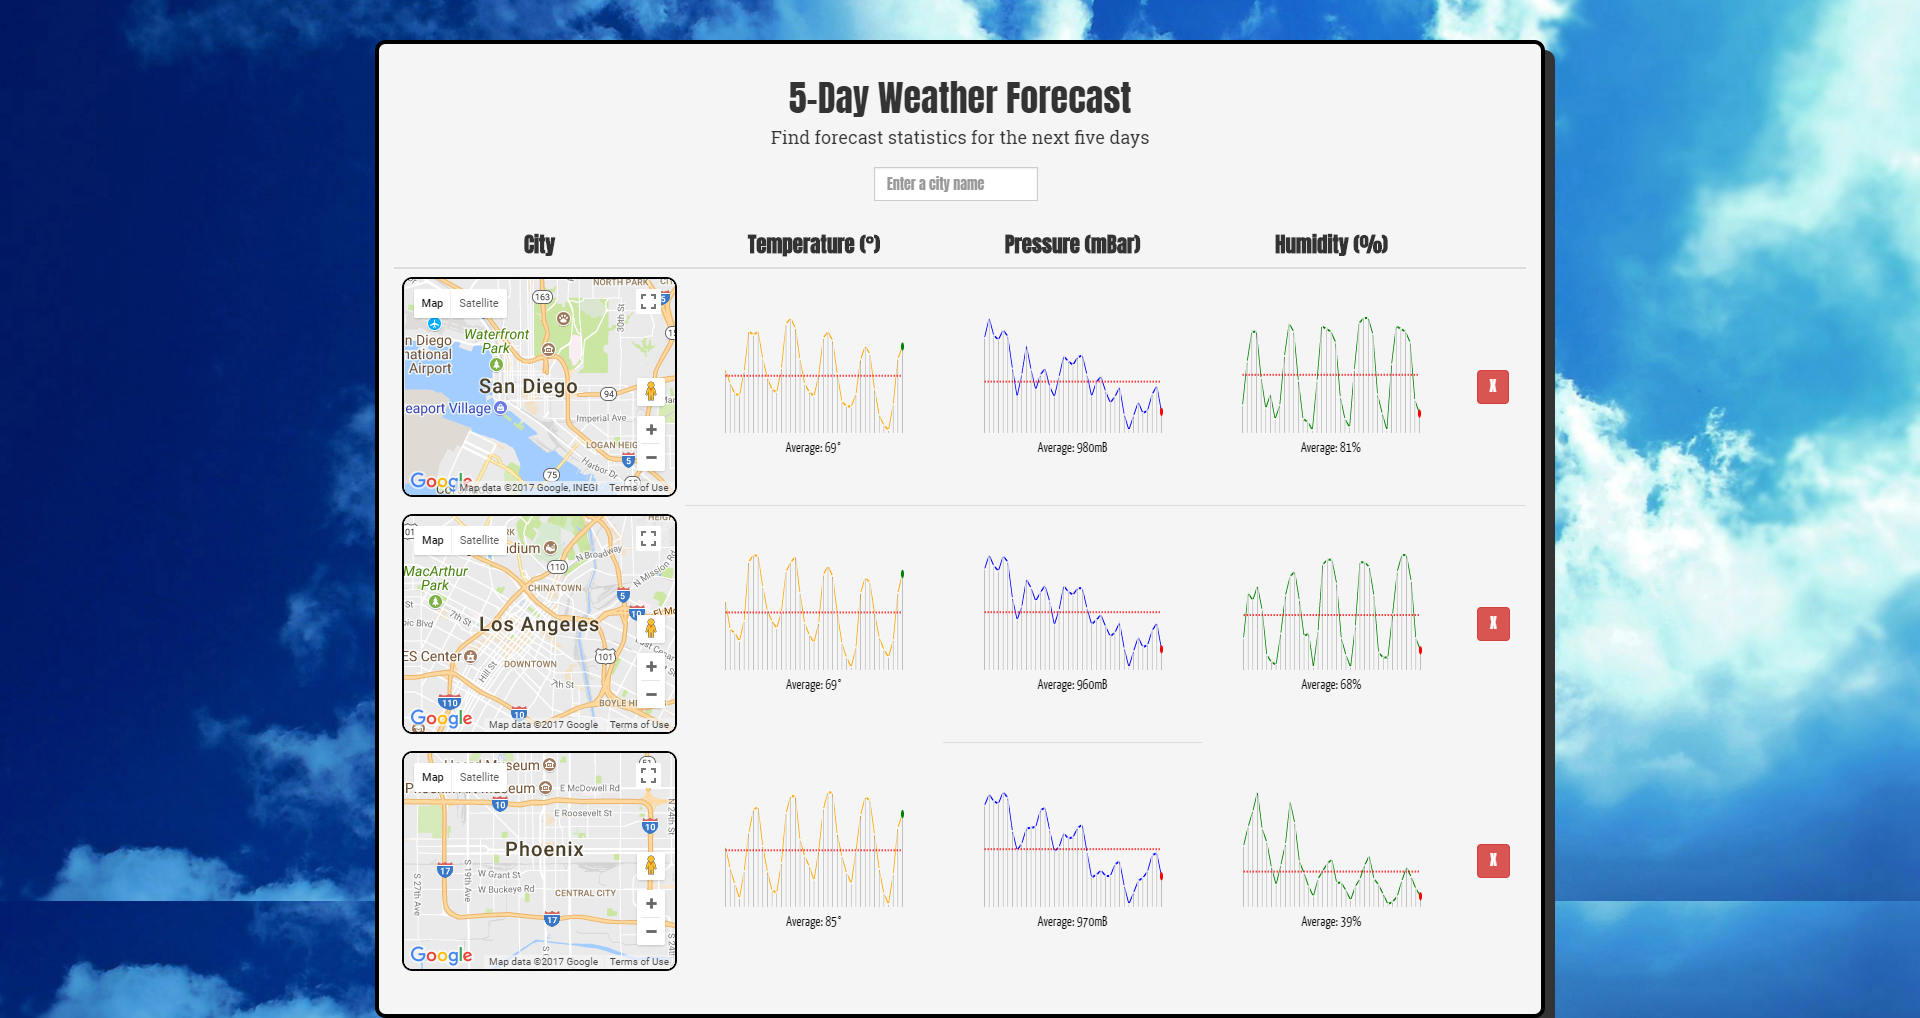 5-Day Weather Forecast
Find forecast statistics for the next five days
Enter a city name
City
Temperature (°)
Pressure (mBar)
Humidity (%)
NORTH PARK
163
5
Map
Satellite
30th St
n Diego
national
Airport
Waterfront
Park
San Diego
94
eaport Village
Imperial Ave
LOGAN HEIG
5
Harbor Dr
75
Google
Map data ©2017 Google, INEGI
Terms of Use
Average: 69°
Average: 980mB
Average: 81%
X
Map
Satellite
dium
N Broadway
110
N Mission Rd
MacArthur
Park
CHINATOWN
5
10
7th St
Los Angeles
ES Center
101
DOWNTOWN
Hill St
7th St
110
10
BOYLE HE
Google
Map data ©2017 Google
Terms of Use
Average: 69°
Average: 960mB
Average: 68%
X
Map
Satellite
useum
useum
E McDowell Rd
10
E Roosevelt St
10
N 24th St
Phoenix
17
S 27th Ave
S 19th Ave
W Grant St
W Buckeye Rd
CENTRAL CITY
17
Google
Map data ©2017 Google
Terms of Use
Average: 85°
Average: 970mB
Average: 39%
X